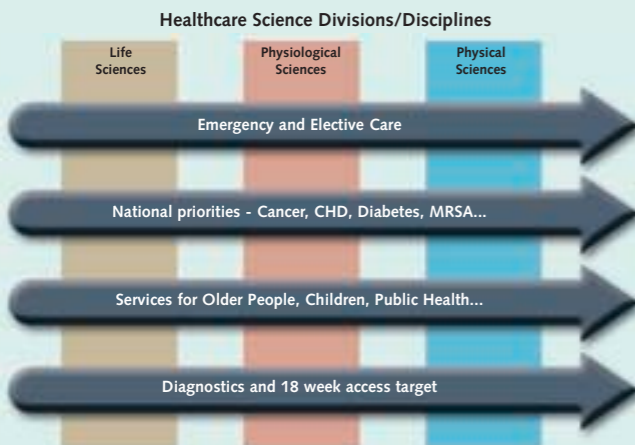 Healthcare Science Divisions/Disciplines
Life
Sciences
Physiological
Sciences
Physical
Sciences
Emergency and Elective Care
National priorities - Cancer, CHD, Diabetes, MRSA...
Services for Older People, Children, Public Health...
Diagnostics and 18 week access target